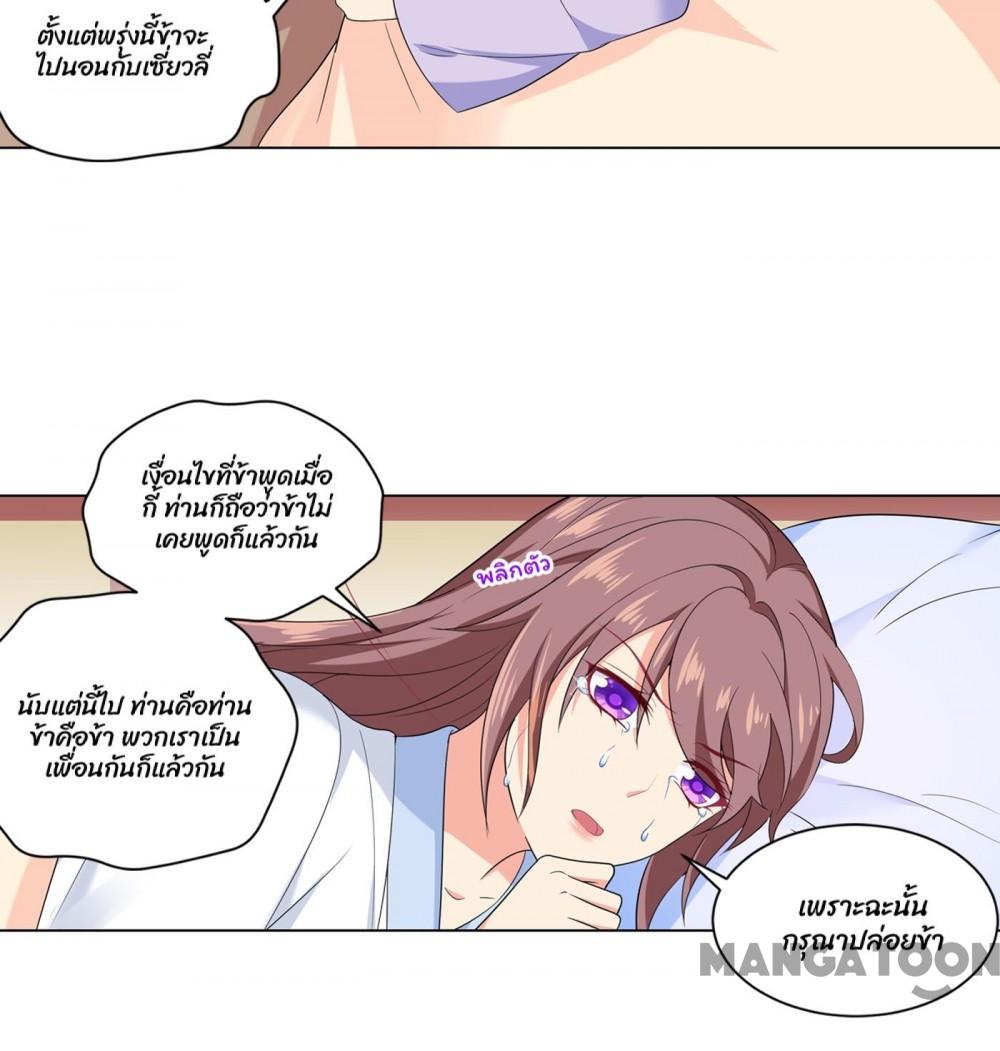 ตั้งแต่พรุ่งนี้ข้าจะ
ไปนอนกับเซี่ยวลี่
เงื่อนไขที่ข้าพูดเมื่อ
กี้ ท่านก็ถือว่าข้าไม่
เคยพูดก็แล้วกัน
พลิกตัว
นับแต่นี้ไป ท่านคือท่าน
ข้าคือข้า พวกเราเป็น
เพื่อนกันก็แล้วกัน
เพราะฉะนั้น
กรุณาปล่อยข้า
MANGATOON